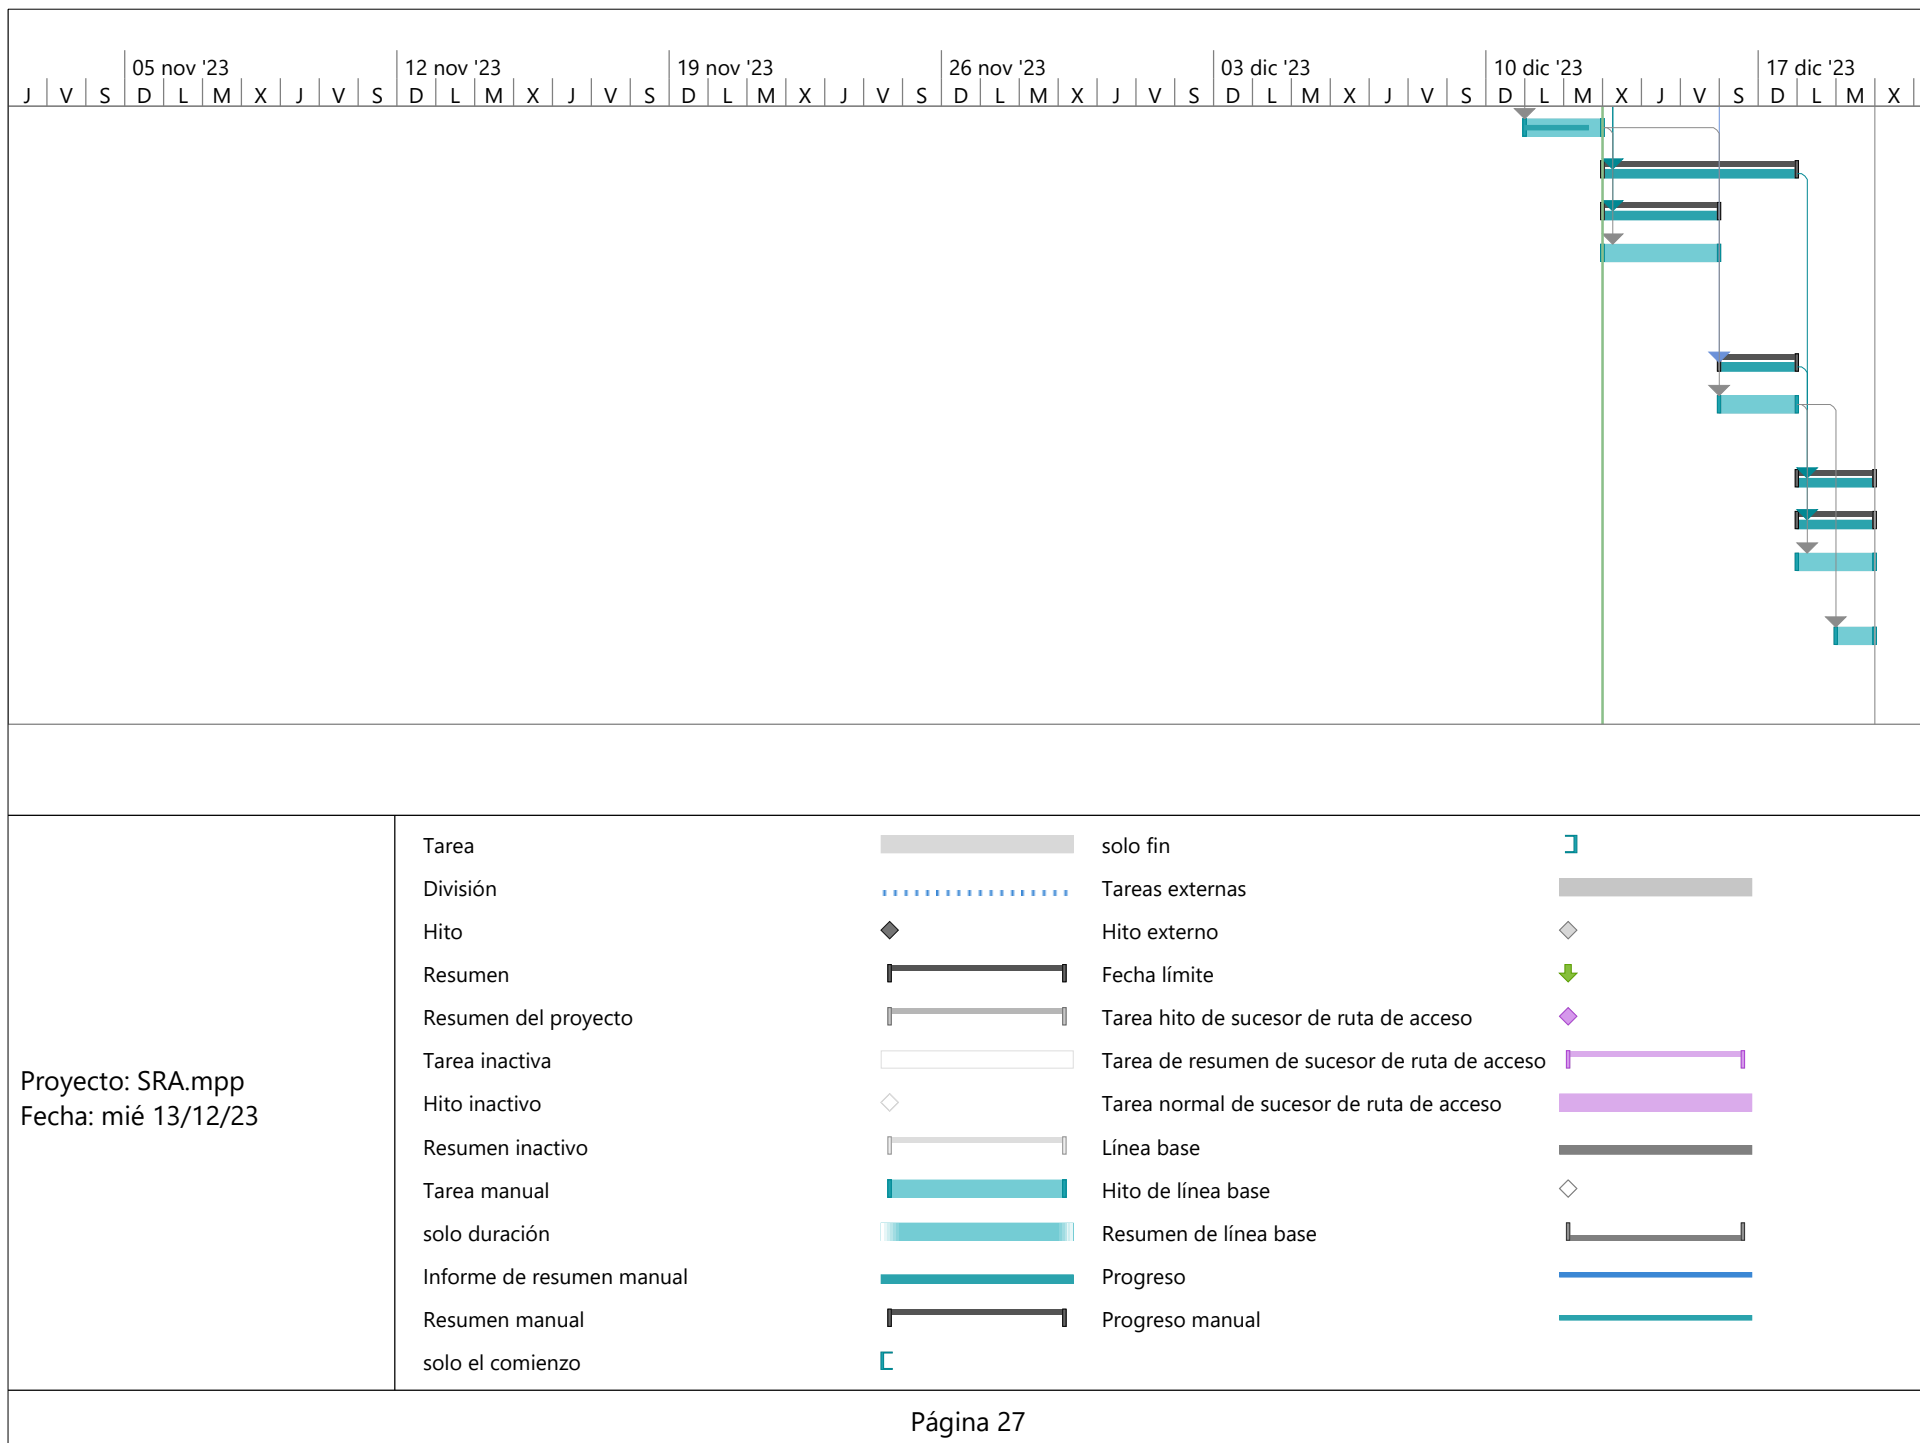 05 nov '23 12 nov '23 19 nov '23 26 nov '23 03 dic '23 10 dic '23 17 dic '23
J V S D L M X J V S D L M X J V S D L M X J V S D L M X J V S D L M X J V S D L M X J V S D L M X
Tarea
División
Hito
Resumen
Resumen del proyecto
Tarea inactiva
Hito inactivo
Resumen inactivo
Tarea manual
solo duración
Informe de resumen manual
Resumen manual
solo el comienzo
solo fin
Tareas externas
Hito externo
Fecha límite
Tarea hito de sucesor de ruta de acceso
Tarea de resumen de sucesor de ruta de acceso
Tarea normal de sucesor de ruta de acceso
Línea base
Hito de línea base
Resumen de línea base
Progreso
Progreso manual
Proyecto: SRA.mpp
Fecha: mié 13/12/23
Página 27